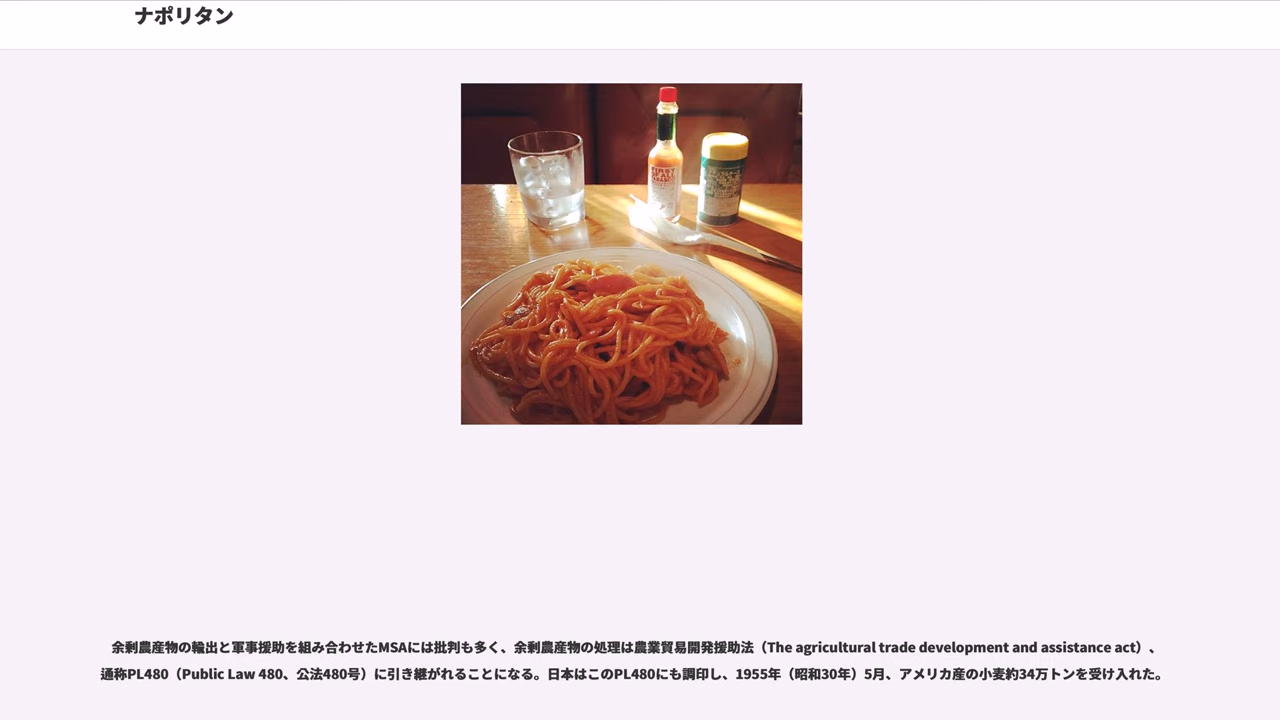 ナポリタン
FIRST
OF ALL
余剰農産物の輸出と軍事援助を組み合わせたMSAには批判も多く、余剰農産物の処理は農業貿易開発援助法（The agricultural trade development and assistance act）、
通称PL480（Public Law 480、公法480号）に引き継がれることになる。日本はこのPL480にも調印し、1955年（昭和30年）5月、アメリカ産の小麦約34万トンを受け入れた。